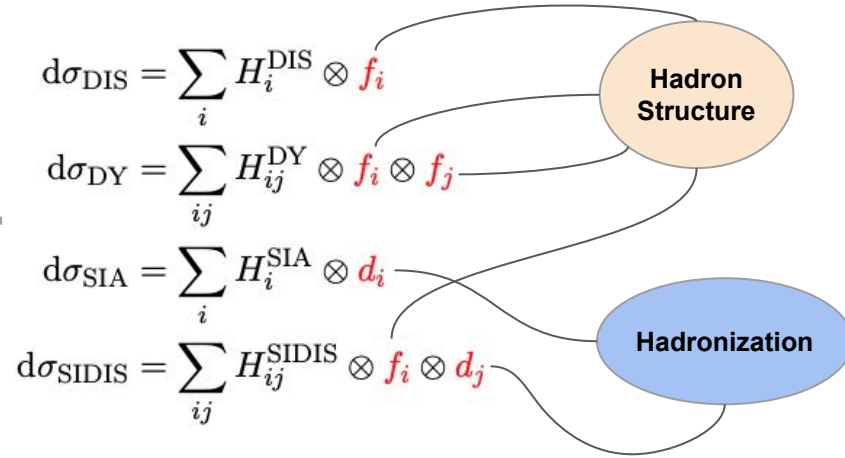 dσ_DIS = ∑_i H_i^DIS ⊗ f_i
dσ_DY = ∑_ij H_ij^DY ⊗ f_i ⊗ f_j
dσ_SIA = ∑_i H_i^SIA ⊗ d_i
dσ_SIDIS = ∑_ij H_ij^SIDIS ⊗ f_i ⊗ d_j
Hadron
Structure
Hadronization